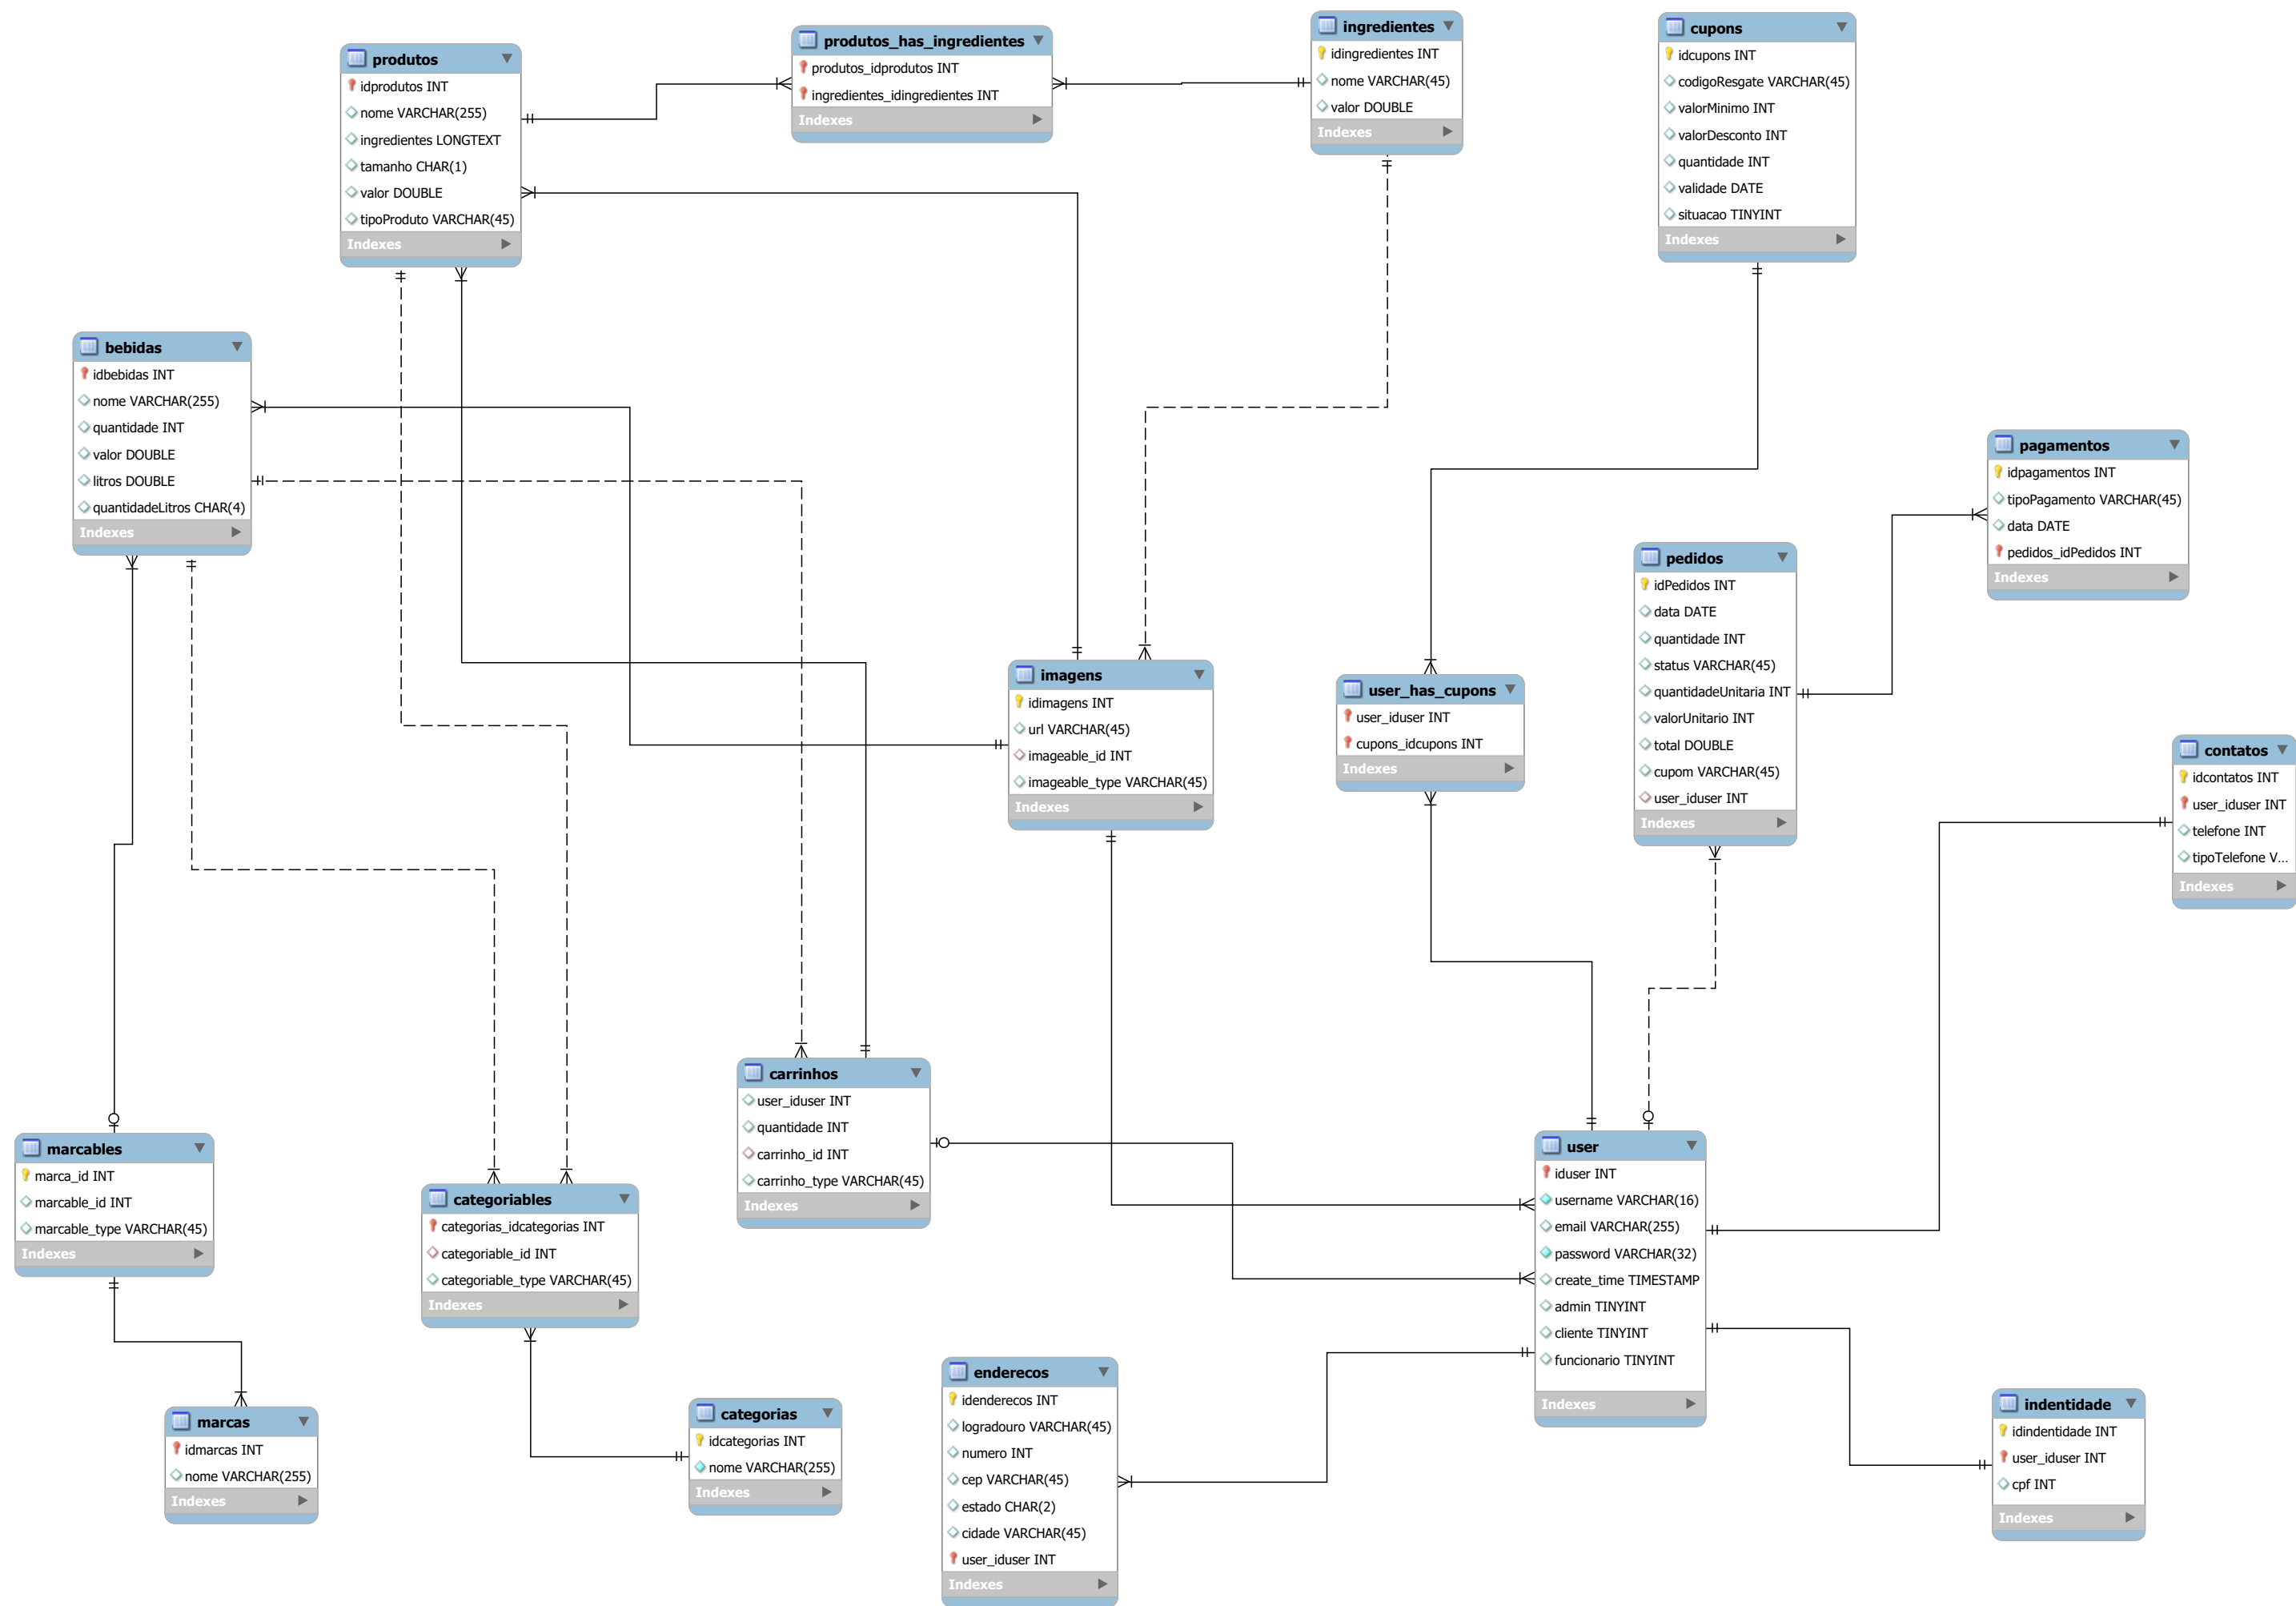 produtos
idprodutos INT
nome VARCHAR(255)
ingredientes LONGTEXT
tamanho CHAR(1)
valor DOUBLE
tipoProduto VARCHAR(45)
Indexes
produtos_has_ingredientes
produtos_idprodutos INT
ingredientes_idingredientes INT
Indexes
ingredientes
idingredientes INT
nome VARCHAR(45)
valor DOUBLE
Indexes
cupons
idcupons INT
codigoResgate VARCHAR(45)
valorMinimo INT
valorDesconto INT
quantidade INT
validade DATE
situacao TINYINT
Indexes
bebidas
idbebidas INT
nome VARCHAR(255)
quantidade INT
valor DOUBLE
litros DOUBLE
quantidadeLitros CHAR(4)
Indexes
pagamentos
idpagamentos INT
tipoPagamento VARCHAR(45)
data DATE
pedidos_idPedidos INT
Indexes
pedidos
idPedidos INT
data DATE
quantidade INT
status VARCHAR(45)
quantidadeUnitaria INT
valorUnitario INT
total DOUBLE
cupom VARCHAR(45)
user_iduser INT
Indexes
imagens
idimagens INT
url VARCHAR(45)
imageable_id INT
imageable_type VARCHAR(45)
Indexes
user_has_cupons
user_iduser INT
cupons_idcupons INT
Indexes
contatos
idcontatos INT
user_iduser INT
telefone INT
tipoTelefone V...
Indexes
carrinhos
user_iduser INT
quantidade INT
carrinho_id INT
carrinho_type VARCHAR(45)
Indexes
marcables
marca_id INT
marcable_id INT
marcable_type VARCHAR(45)
Indexes
categoriables
categorias_idcategorias INT
categoriable_id INT
categoriable_type VARCHAR(45)
Indexes
user
iduser INT
username VARCHAR(16)
email VARCHAR(255)
password VARCHAR(32)
create_time TIMESTAMP
admin TINYINT
cliente TINYINT
funcionario TINYINT
Indexes
enderecos
idenderecos INT
logradouro VARCHAR(45)
numero INT
cep VARCHAR(45)
estado CHAR(2)
cidade VARCHAR(45)
user_iduser INT
Indexes
marcas
idmarcas INT
nome VARCHAR(255)
Indexes
categorias
idcategorias INT
nome VARCHAR(255)
Indexes
indentidade
idindentidade INT
user_iduser INT
cpf INT
Indexes